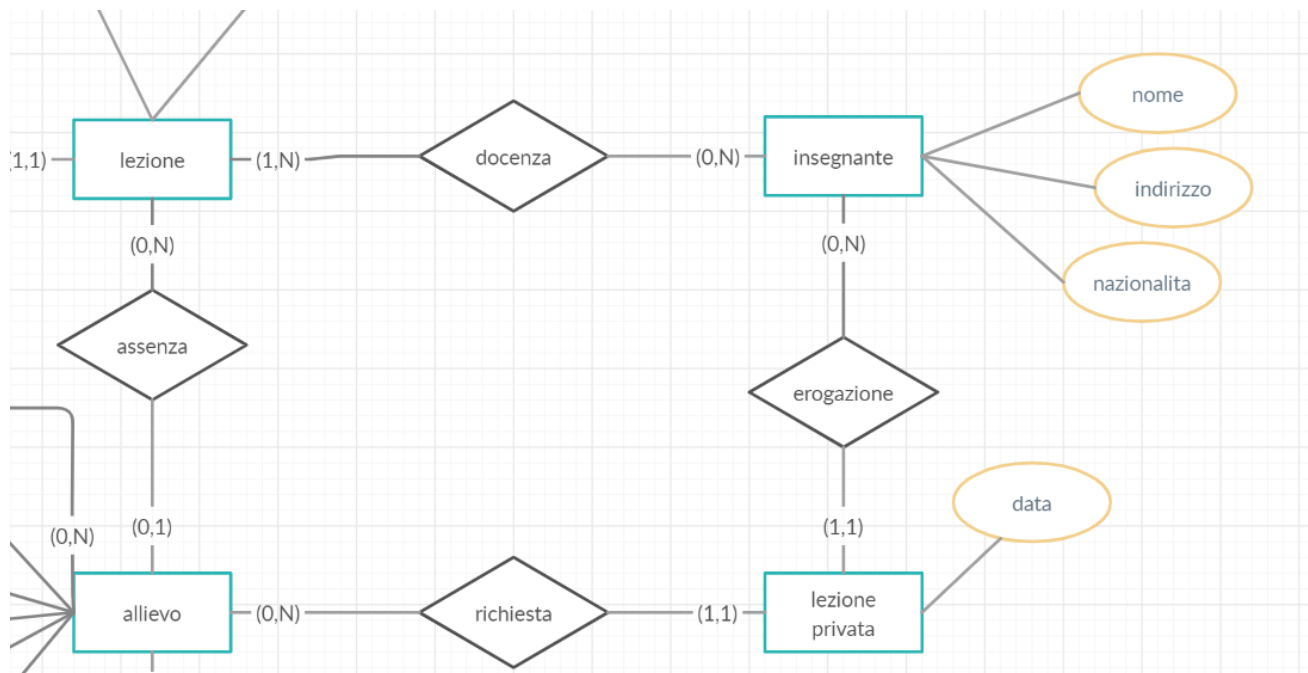 nome
(1,1)
lezione
(1,N)
docenza
(0,N)
insegnante
indirizzo
(0,N)
(0,N)
nazionalita
assenza
erogazione
data
(0,N)
(0,1)
(1,1)
allievo
(0,N)
richiesta
(1,1)
lezione
privata